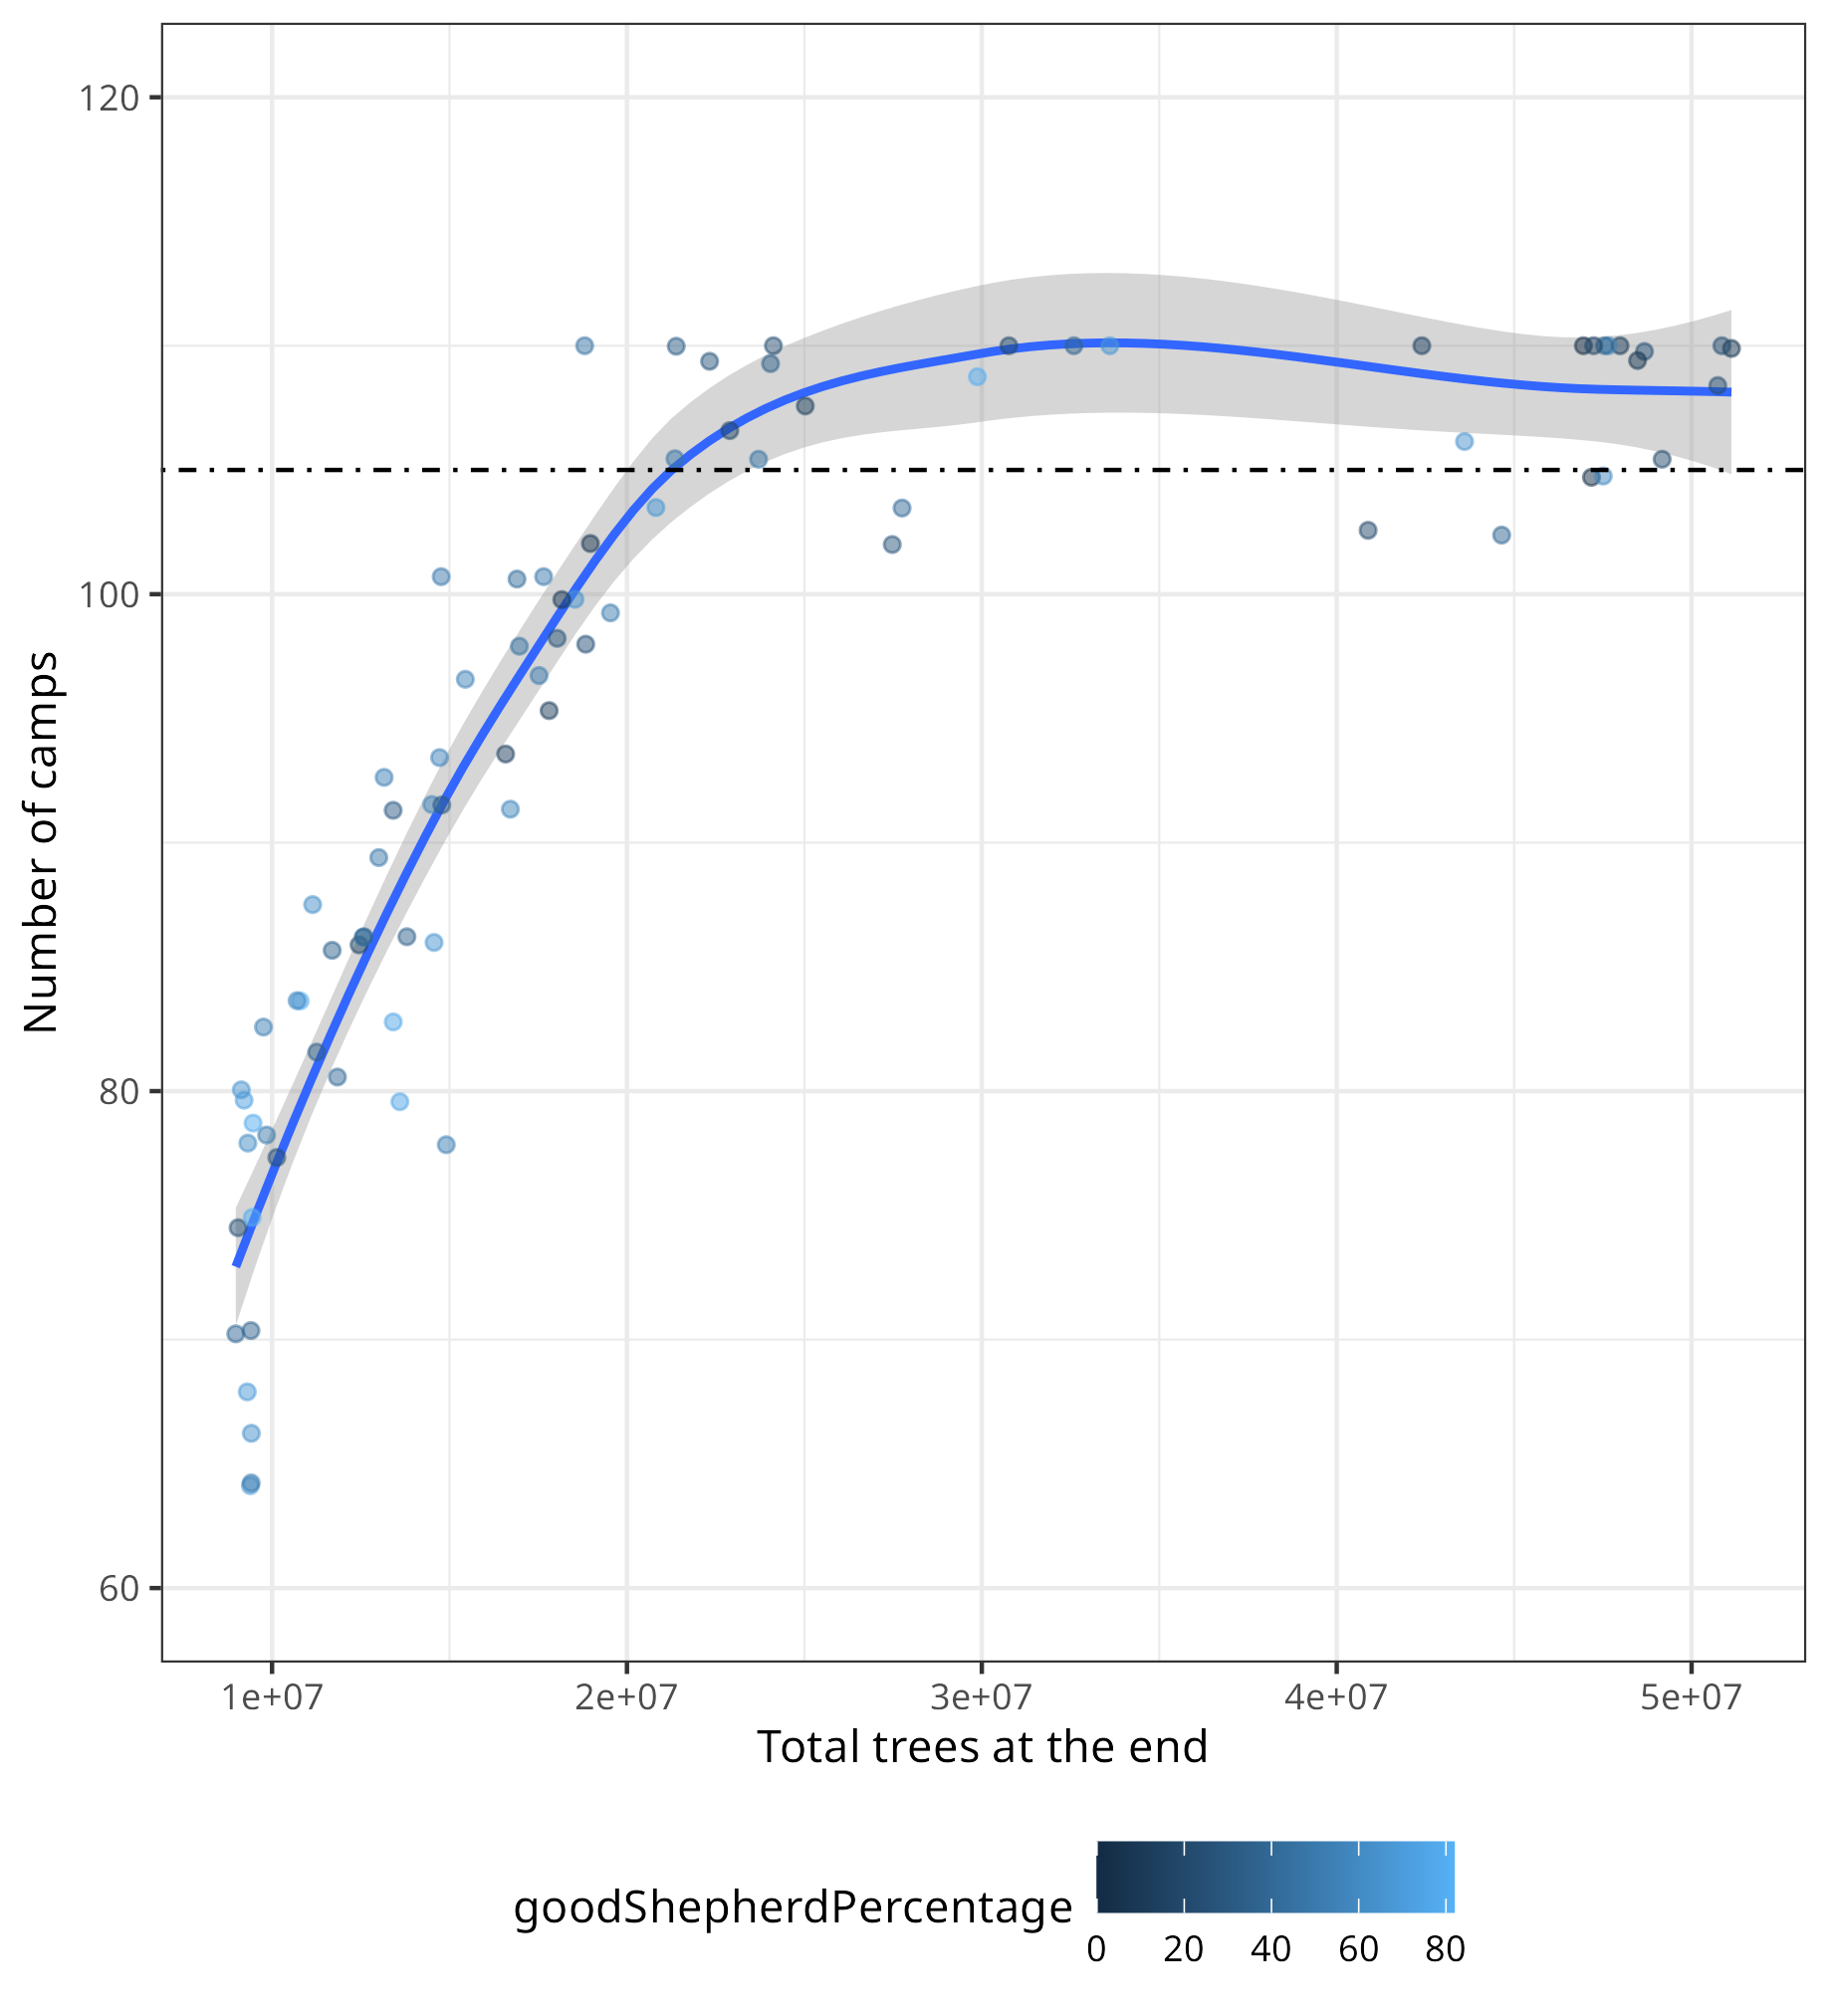 120
100
80
60
Number of camps
1e+07 2e+07 3e+07 4e+07 5e+07
Total trees at the end
goodShepherdPercentage
0 20 40 60 80